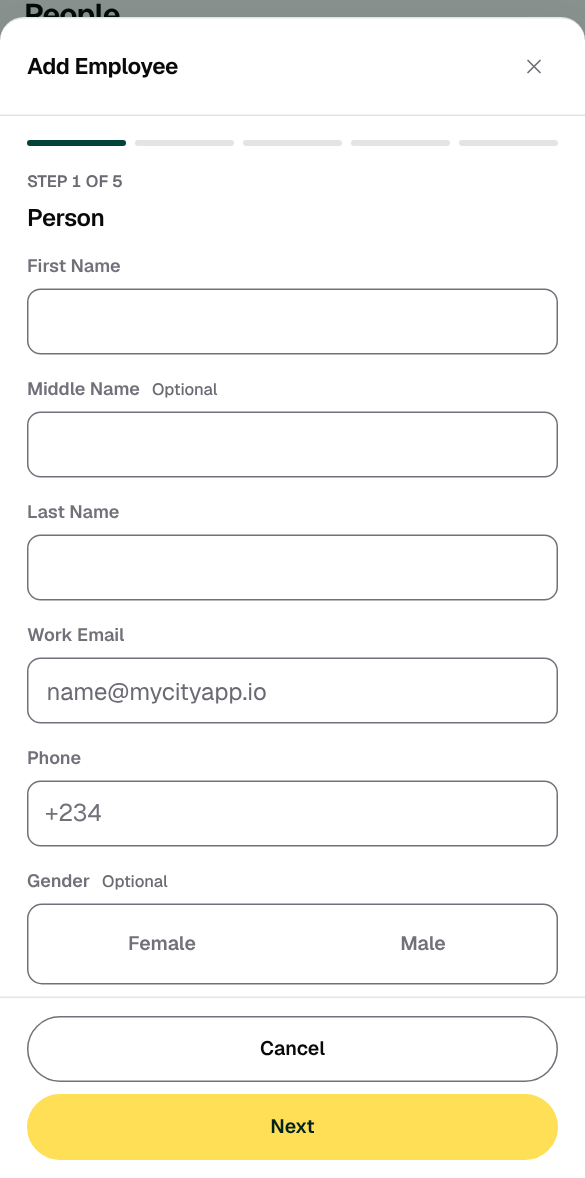 People
Add Employee
STEP 1 OF 5
Person
First Name
Middle Name Optional
Last Name
Work Email
name@mycityapp.io
Phone
+234
Gender Optional
Female Male
Cancel
Next